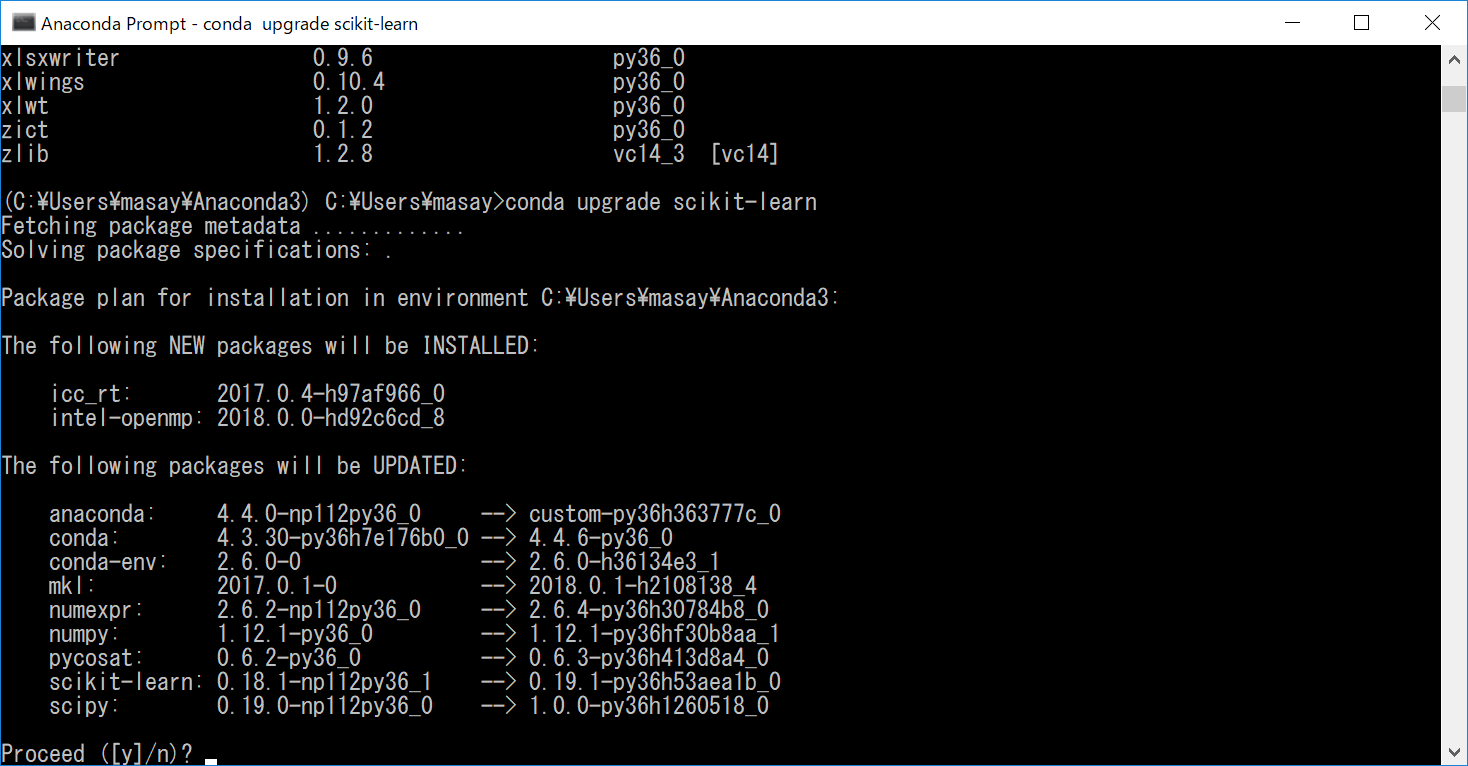 Anaconda Prompt - conda  upgrade scikit-learn
xlsxwriter                0.9.6                    py36_0
xlwings                   0.10.4                   py36_0
xlwt                      1.2.0                    py36_0
zict                      0.1.2                    py36_0
zlib                      1.2.8                    vc14_3  [vc14]
(C:¥Users¥masay¥Anaconda3) C:¥Users¥masay>conda upgrade scikit-learn
Fetching package metadata .............
Solving package specifications: .
Package plan for installation in environment C:¥Users¥masay¥Anaconda3:
The following NEW packages will be INSTALLED:
    icc_rt:       2017.0.4-h97af966_0
    intel-openmp: 2018.0.0-hd92c6cd_8
The following packages will be UPDATED:
    anaconda:     4.4.0-np112py36_0     --> custom-py36h363777c_0
    conda:        4.3.30-py36h7e176b0_0 --> 4.4.6-py36_0
    conda-env:    2.6.0-0               --> 2.6.0-h36134e3_1
    mkl:          2017.0.1-0            --> 2018.0.1-h2108138_4
    numexpr:      2.6.2-np112py36_0     --> 2.6.4-py36h30784b8_0
    numpy:        1.12.1-py36_0         --> 1.12.1-py36hf30b8aa_1
    pycosat:      0.6.2-py36_0          --> 0.6.3-py36h413d8a4_0
    scikit-learn: 0.18.1-np112py36_1    --> 0.19.1-py36h53aea1b_0
    scipy:        0.19.0-np112py36_0    --> 1.0.0-py36h1260518_0
Proceed ([y]/n)?